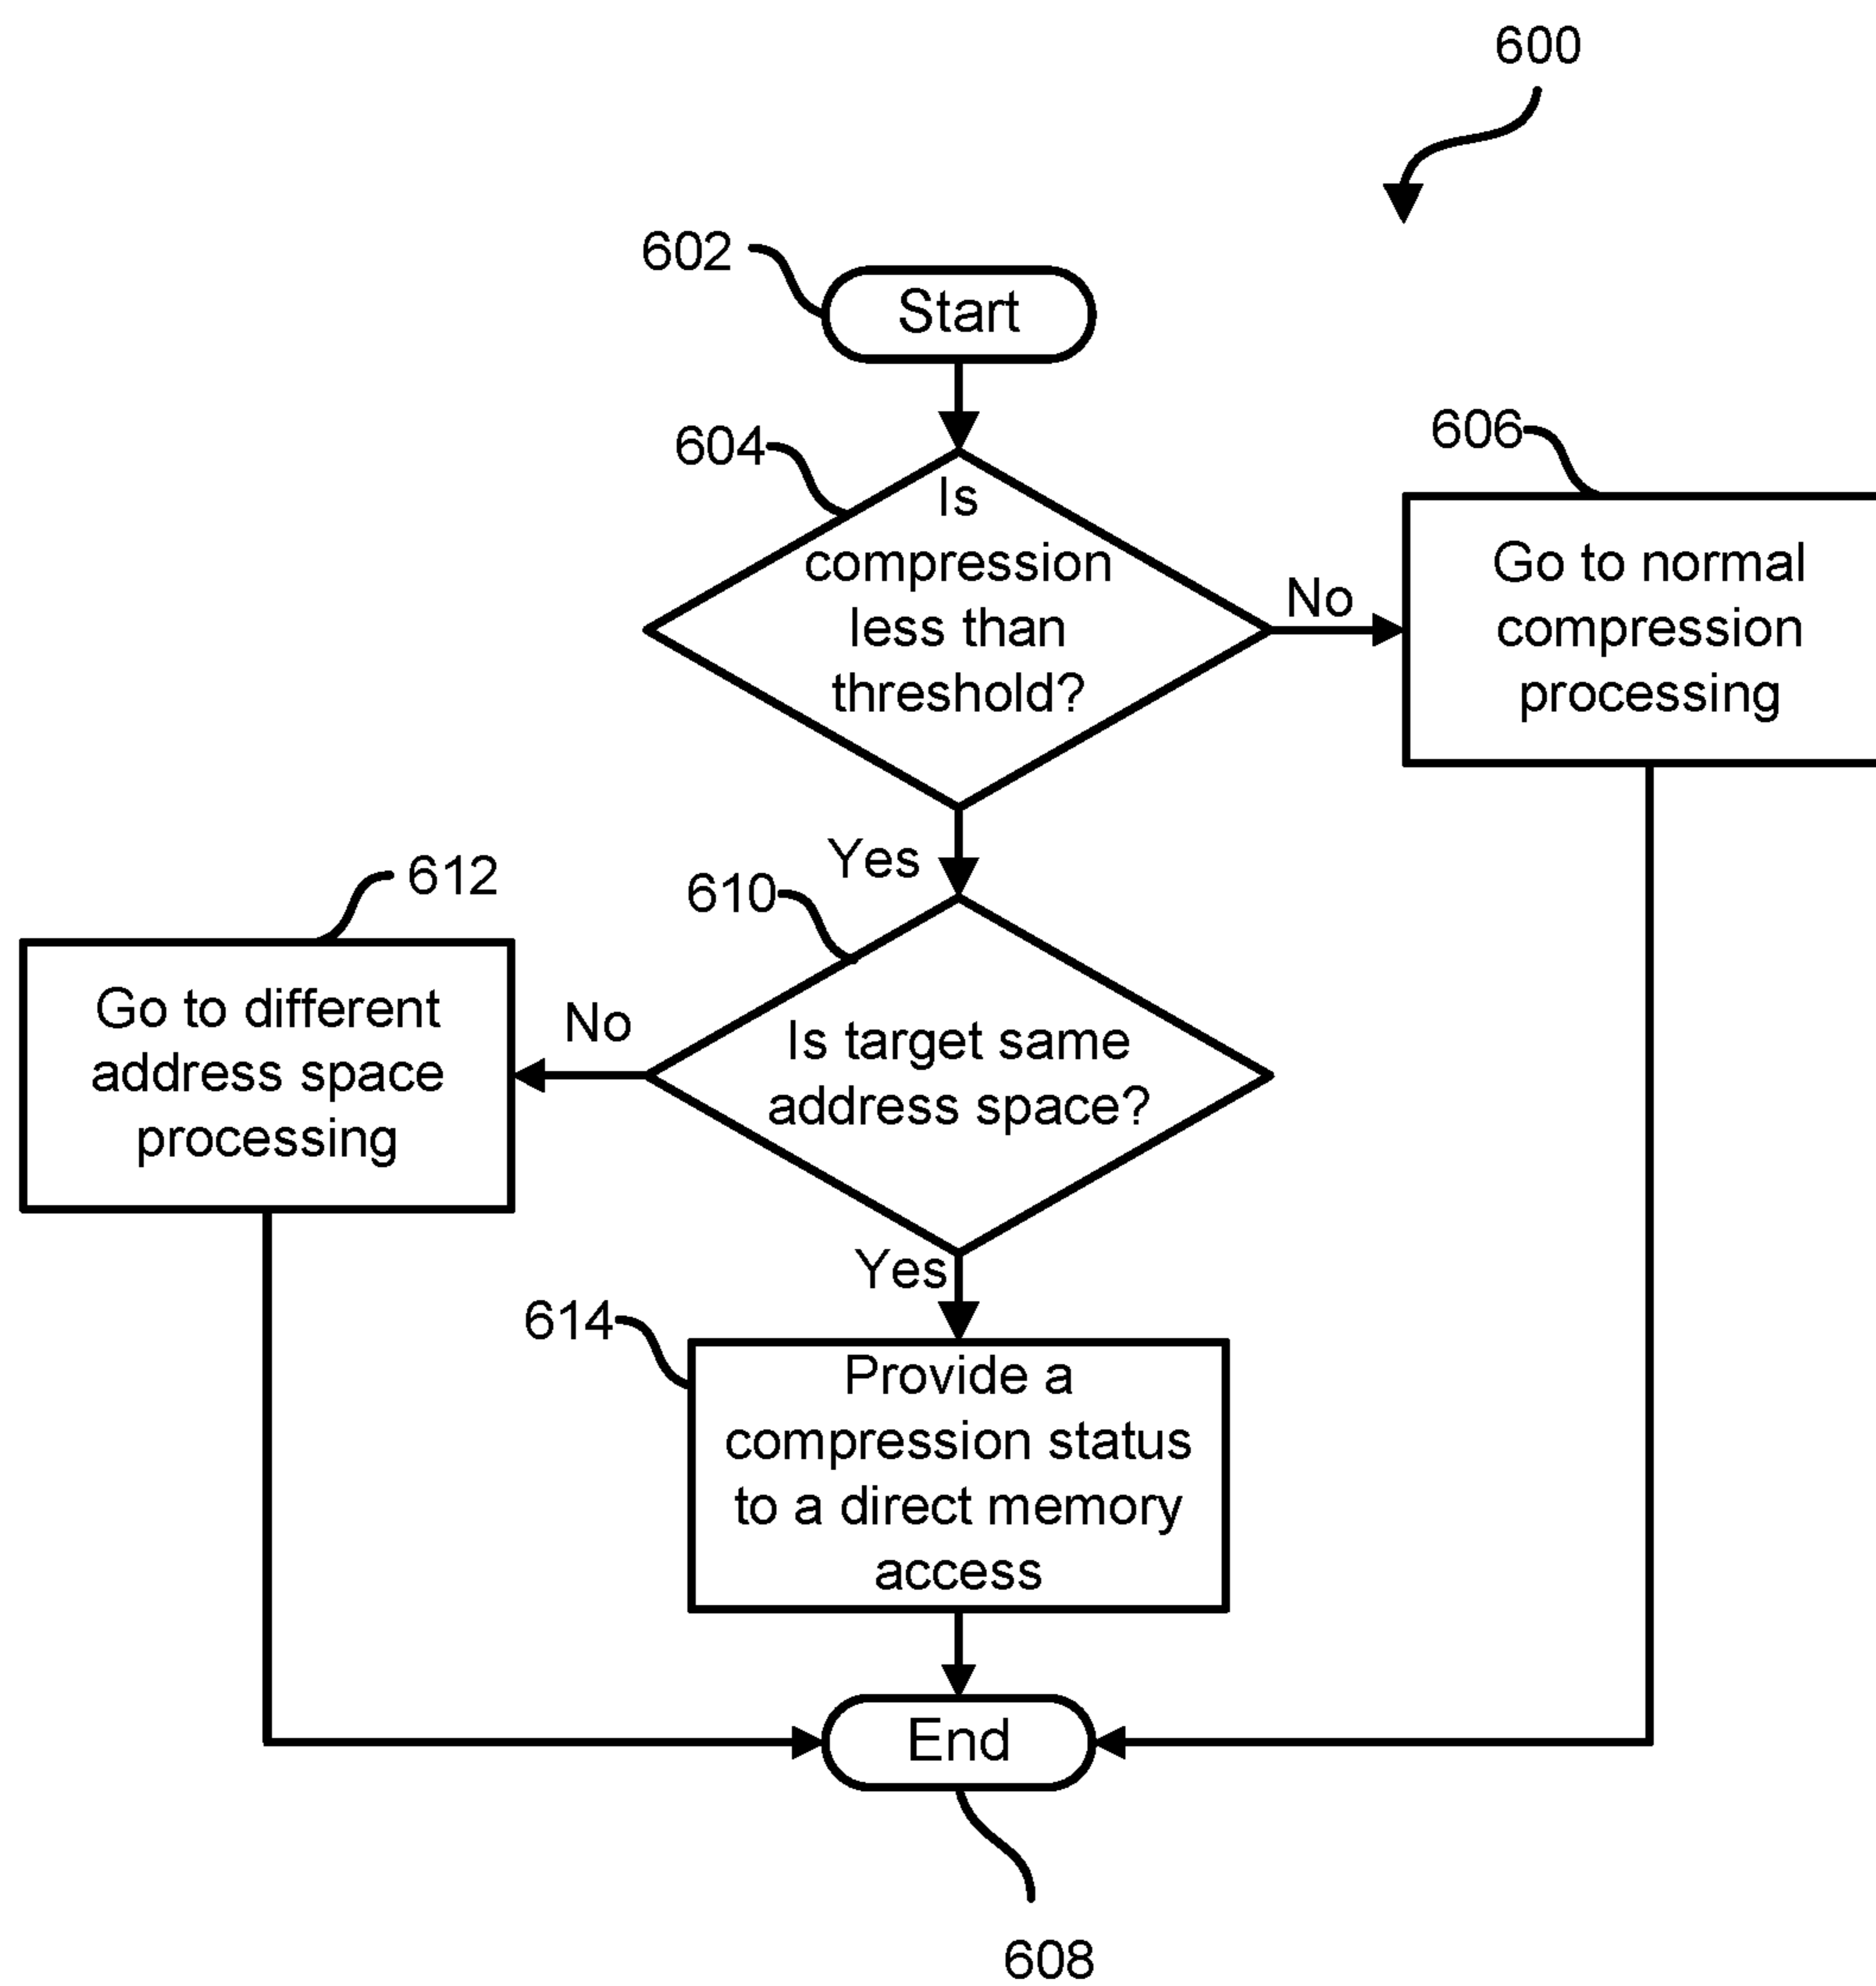 600
602
Start
604
Is
compression
less than
threshold?
No
606
Go to normal
compression
processing
Yes
610
612
Go to different
address space
processing
No
Is target same
address space?
Yes
614
Provide a
compression status
to a direct memory
access
End
608